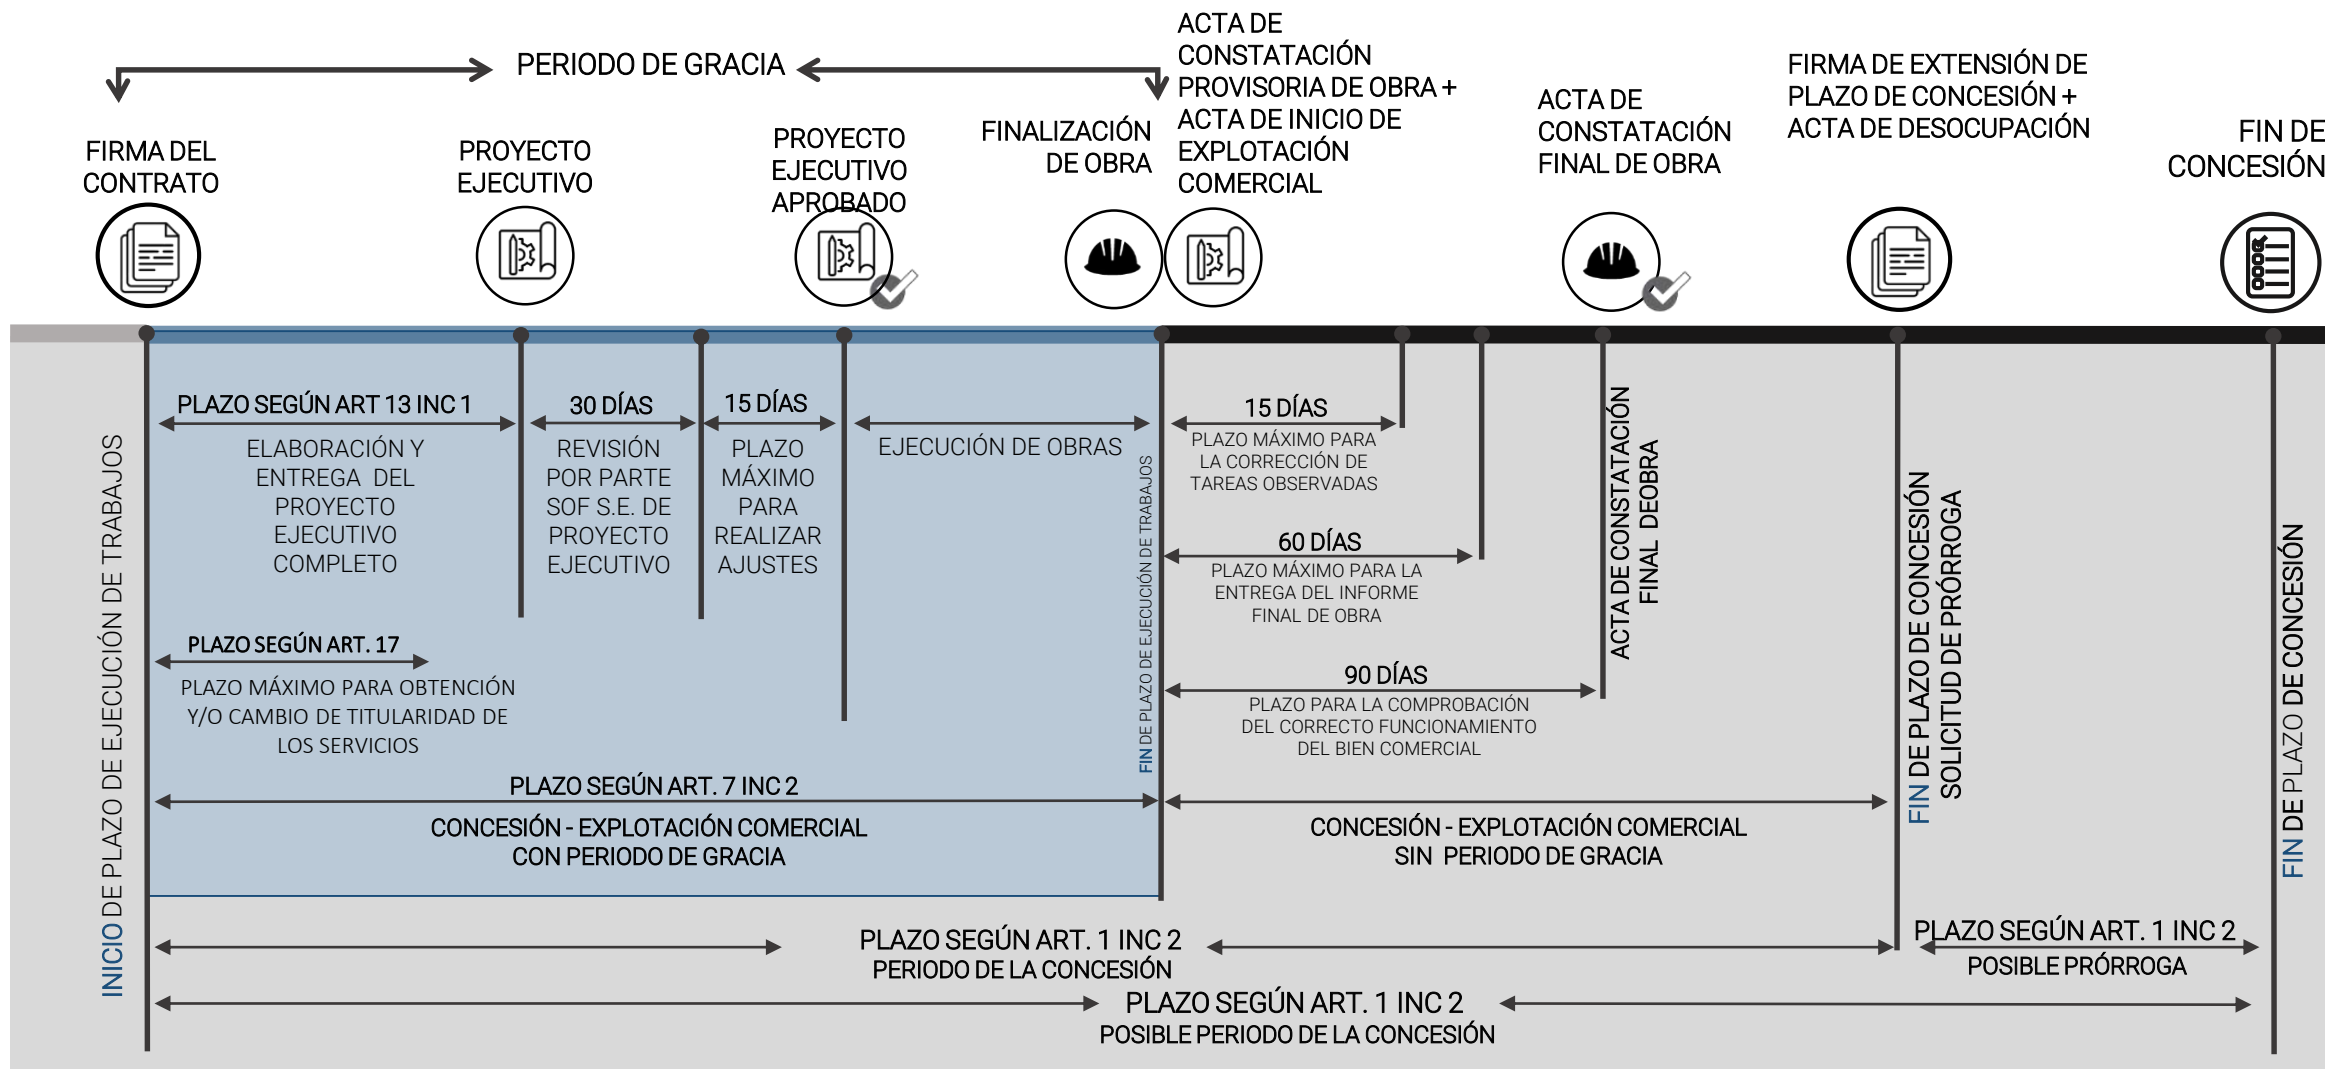 PERIODO DE GRACIA
FIRMA DEL
CONTRATO
PROYECTO
EJECUTIVO
PROYECTO
EJECUTIVO
APROBADO
FINALIZACIÓN
DE OBRA
ACTA DE
CONSTATACIÓN
PROVISORIA DE OBRA +
ACTA DE INICIO DE
EXPLOTACIÓN
COMERCIAL
ACTA DE
CONSTATACIÓN
FINAL DE OBRA
FIRMA DE EXTENSIÓN DE
PLAZO DE CONCESIÓN +
ACTA DE DESOCUPACIÓN
FIN DE
CONCESIÓN
INICIO DE PLAZO DE EJECUCIÓN DE TRABAJOS
PLAZO SEGÚN ART 13 INC 1
ELABORACIÓN Y
ENTREGA DEL
PROYECTO
EJECUTIVO
COMPLETO
30 DÍAS
REVISIÓN
POR PARTE
SOF S.E. DE
PROYECTO
EJECUTIVO
15 DÍAS
PLAZO
MÁXIMO
PARA
REALIZAR
AJUSTES
EJECUCIÓN DE OBRAS
FIN DE PLAZO DE EJECUCIÓN DE TRABAJOS
15 DÍAS
PLAZO MÁXIMO PARA
LA CORRECCIÓN DE
TAREAS OBSERVADAS
60 DÍAS
PLAZO MÁXIMO PARA LA
ENTREGA DEL INFORME
FINAL DE OBRA
90 DÍAS
PLAZO PARA LA COMPROBACIÓN
DEL CORRECTO FUNCIONAMIENTO
DEL BIEN COMERCIAL
ACTA DE CONSTATACIÓN
FINAL DEOBRA
FIN DE PLAZO DE CONCESIÓN
SOLICITUD DE PRÓRROGA
FIN DE PLAZO DE CONCESIÓN
PLAZO SEGÚN ART. 17
PLAZO MÁXIMO PARA OBTENCIÓN
Y/O CAMBIO DE TITULARIDAD DE
LOS SERVICIOS
PLAZO SEGÚN ART. 7 INC 2
CONCESIÓN - EXPLOTACIÓN COMERCIAL
CON PERIODO DE GRACIA
CONCESIÓN - EXPLOTACIÓN COMERCIAL
SIN PERIODO DE GRACIA
PLAZO SEGÚN ART. 1 INC 2
PERIODO DE LA CONCESIÓN
PLAZO SEGÚN ART. 1 INC 2
POSIBLE PRÓRROGA
PLAZO SEGÚN ART. 1 INC 2
POSIBLE PERIODO DE LA CONCESIÓN